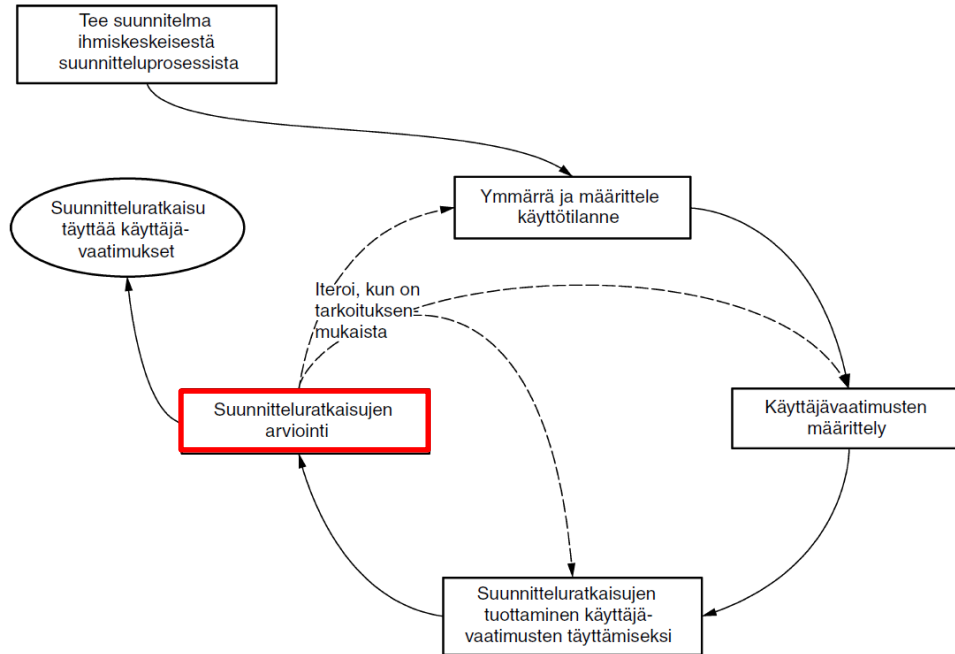 Tee suunnitelma
ihmiskeskeisestä
suunnitteluprosessista
Ymmärrä ja määrittele
käyttötilanne
Suunnitteluratkaisu
täyttää käyttäjä-
vaatimukset
Iteroi, kun on
tarkoituksen-
mukaista
Suunnitteluratkaisujen
arviointi
Käyttäjävaatimusten
määrittely
Suunnitteluratkaisujen
tuottaminen käyttäjä-
vaatimusten täyttämiseksi